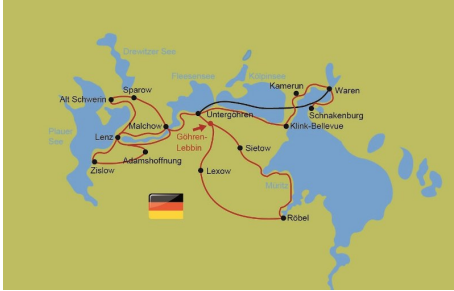 Drewitzer See
Fleesensee
Kölpinsee
Kamerun
Waren
Alt Schwerin
Sparow
Schnakenburg
Untergöhren
Malchow
Klink-Bellevue
Plauer
See
Lenz
Göhren-
Lebbin
Sietow
Adamshoffnung
Zislow
Lexow
Müritz
Röbel